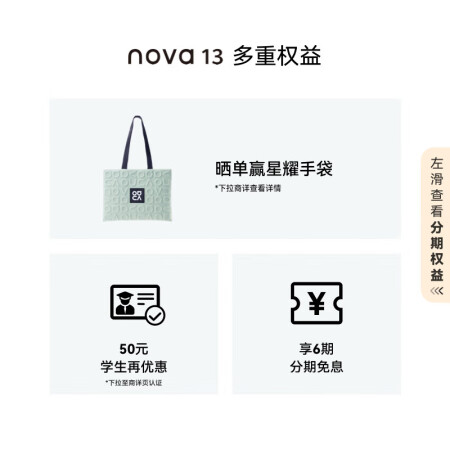 nova 13 多重权益
晒单赢星耀手袋
*下拉商详查看详情
左滑查看分期权益
50元
学生再优惠
*下拉至商详页认证
享6期
分期免息
¥